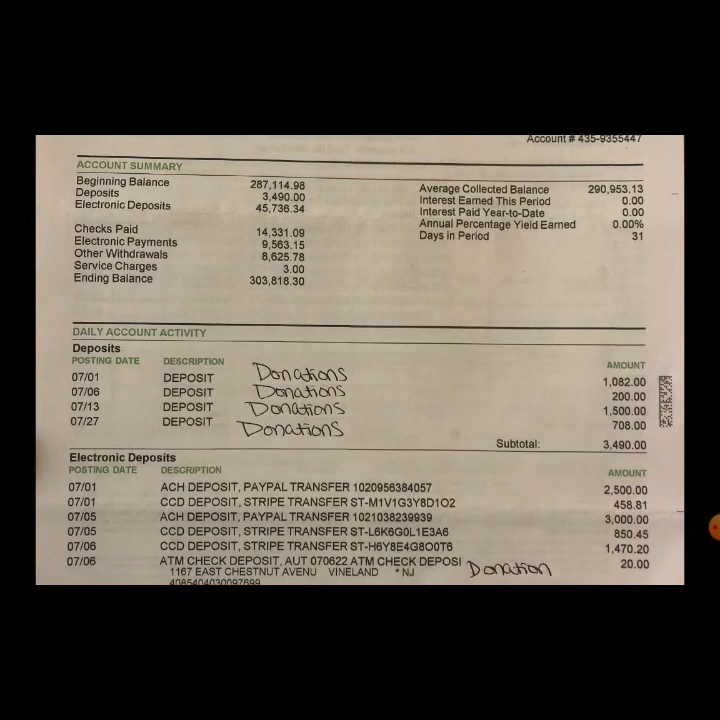 Account # 435-9355447
ACCOUNT SUMMARY
Beginning Balance 287,114.98
Deposits 3,490.00
Electronic Deposits 45,736.34
Checks Paid 14,331.09
Electronic Payments 9,563.15
Other Withdrawals 8,625.78
Service Charges 3.00
Ending Balance 303,818.30
Average Collected Balance 290,953.13
Interest Earned This Period 0.00
Interest Paid Year-to-Date 0.00
Annual Percentage Yield Earned 0.00%
Days in Period 31
DAILY ACCOUNT ACTIVITY
Deposits
POSTING DATE DESCRIPTION AMOUNT
07/01 DEPOSIT Donations 1,082.00
07/06 DEPOSIT Donations 200.00
07/13 DEPOSIT Donations 1,500.00
07/27 DEPOSIT Donations 708.00
Subtotal: 3,490.00
Electronic Deposits
POSTING DATE DESCRIPTION AMOUNT
07/01 ACH DEPOSIT, PAYPAL TRANSFER 1020956384057 2,500.00
07/01 CCD DEPOSIT, STRIPE TRANSFER ST-M1V1G3Y8D1O2 458.81
07/05 ACH DEPOSIT, PAYPAL TRANSFER 1021038239939 3,000.00
07/05 CCD DEPOSIT, STRIPE TRANSFER ST-L6K6G0L1E3A6 850.45
07/06 CCD DEPOSIT, STRIPE TRANSFER ST-H6Y8E4G8O0T6 1,470.20
07/06 ATM CHECK DEPOSIT, AUT 070622 ATM CHECK DEPOSI Donation 20.00
1167 EAST CHESTNUT AVENU VINELAND * NJ
4085404030097699